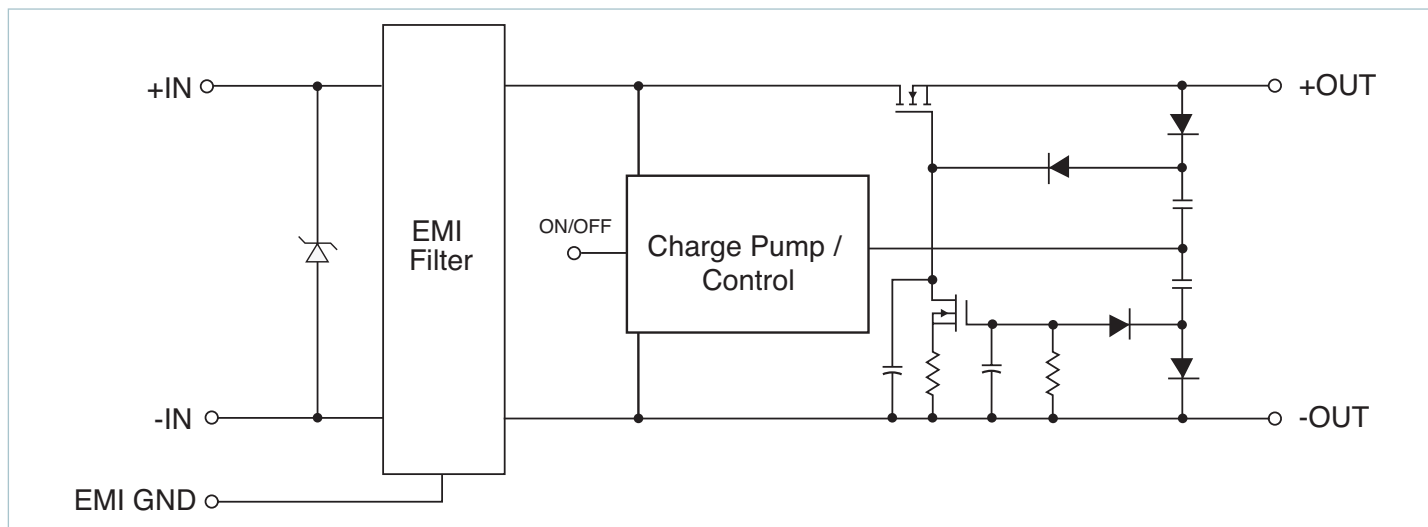 +IN
+OUT
EMI
Filter
ON/OFF
Charge Pump /
Control
-IN
-OUT
EMI GND